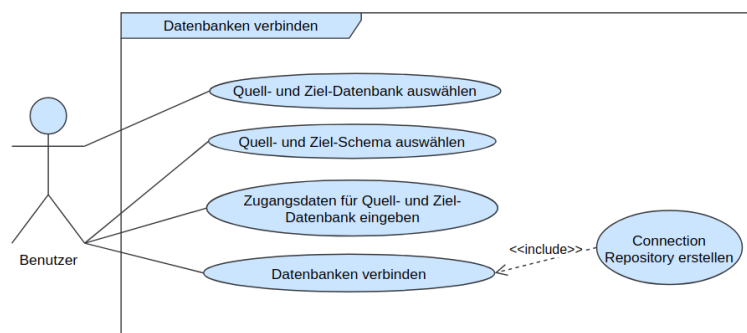 Datenbanken verbinden
Quell- und Ziel-Datenbank auswählen
Quell- und Ziel-Schema auswählen
Zugangsdaten für Quell- und Ziel-
Datenbank eingeben
Benutzer
Datenbanken verbinden
<<include>>
Connection
Repository erstellen